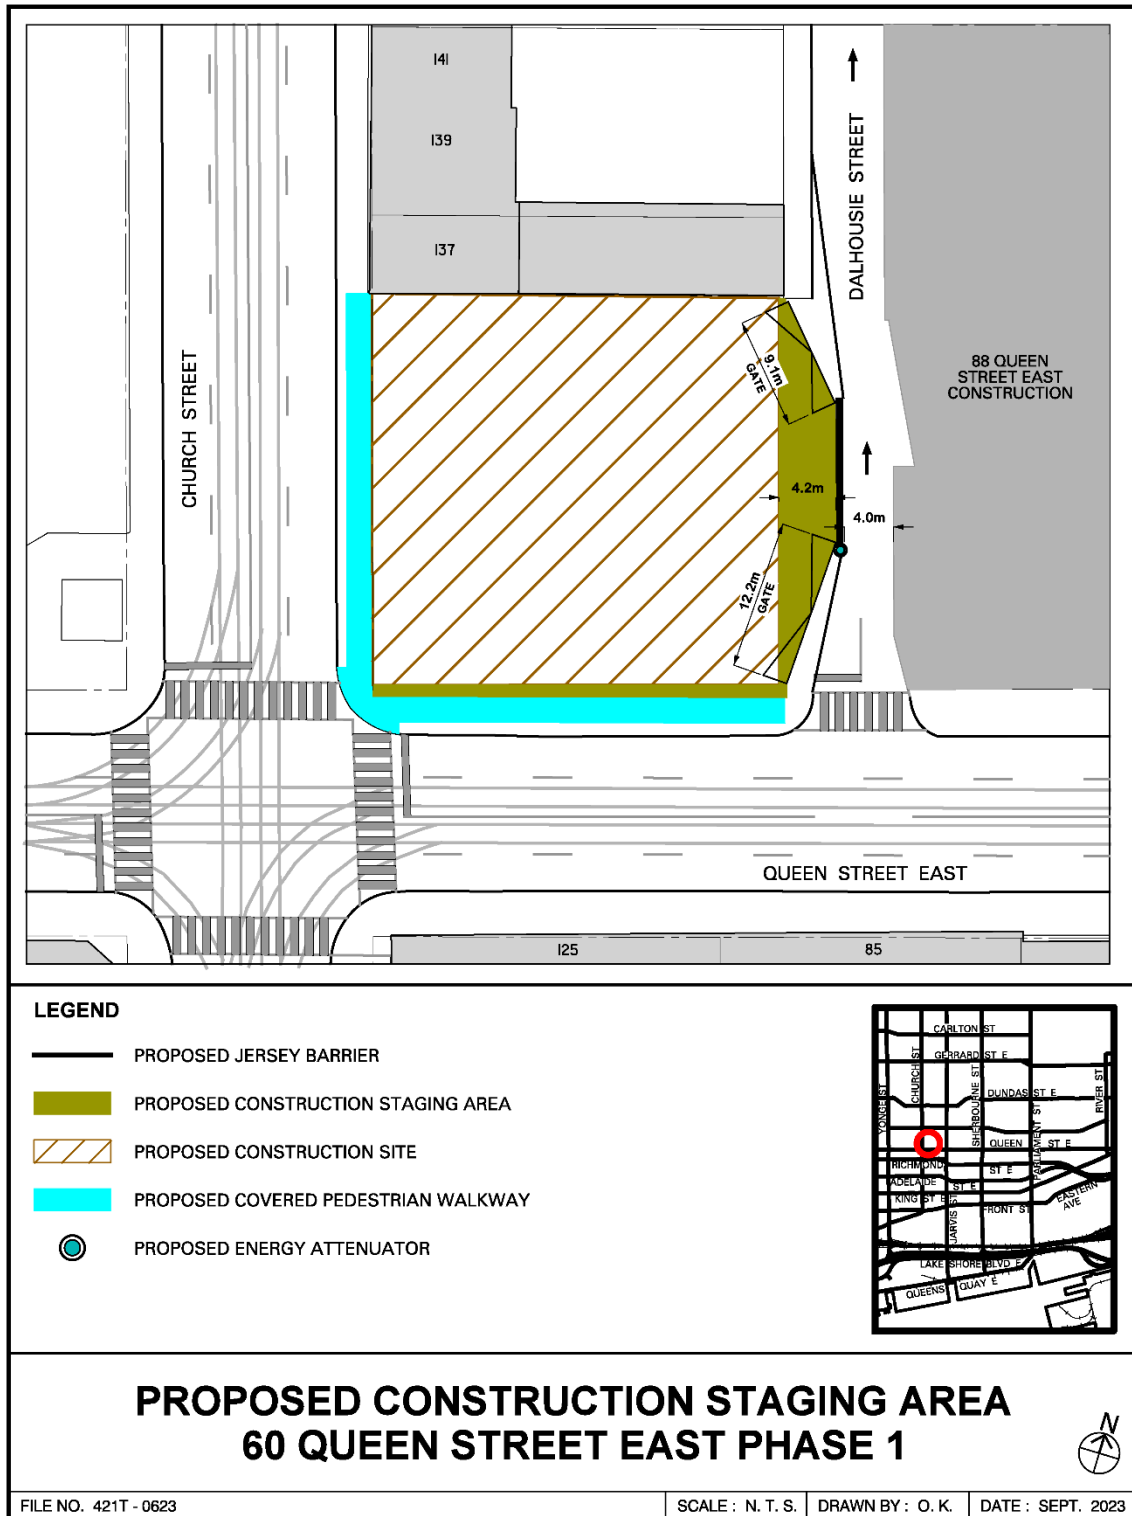 141
139
137
DALHOUSIE STREET
CHURCH STREET
88 QUEEN
STREET EAST
CONSTRUCTION
9.1m
GATE
4.2m
4.0m
12.2m
GATE
QUEEN STREET EAST
125
85
LEGEND
PROPOSED JERSEY BARRIER
PROPOSED CONSTRUCTION STAGING AREA
PROPOSED CONSTRUCTION SITE
PROPOSED COVERED PEDESTRIAN WALKWAY
PROPOSED ENERGY ATTENUATOR
CARLTON ST
GERRARD ST E
DUNDAS ST E
QUEEN ST E
RICHMOND ST E
ADELAIDE ST E
KING ST E
FRONT ST
EASTERN
AVE
LAKE SHORE BLVD E
QUEENS QUAY E
YONGE ST
CHURCH ST
JARVIS ST
SHERBOURNE ST
PARLIAMENT ST
RIVER ST
PROPOSED CONSTRUCTION STAGING AREA
60 QUEEN STREET EAST PHASE 1
N
FILE NO. 421T - 0623
SCALE : N. T. S.
DRAWN BY : O. K.
DATE : SEPT. 2023